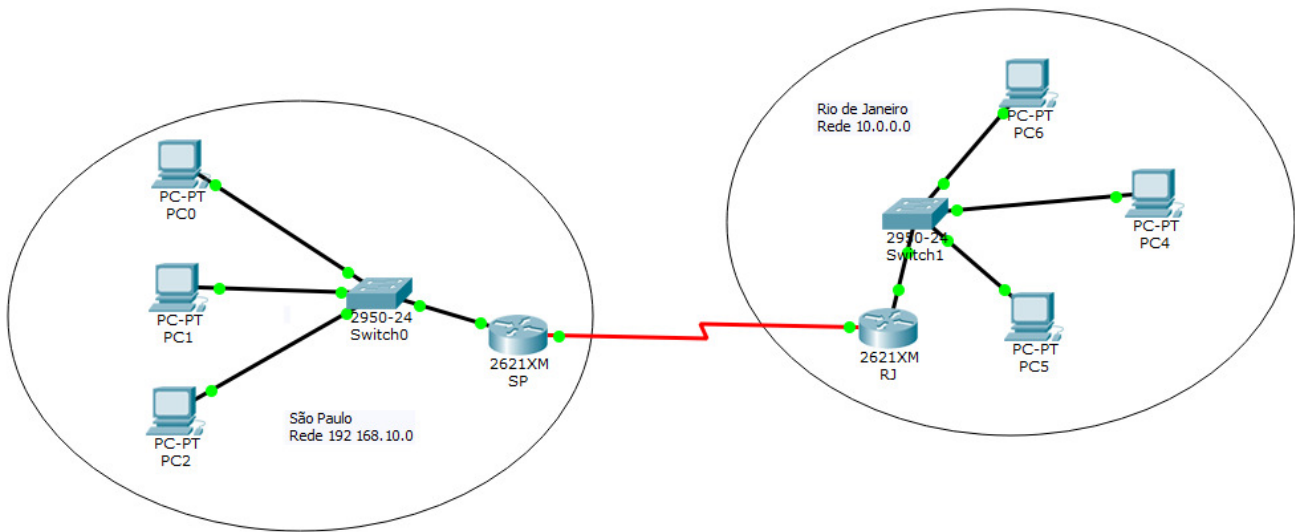 PC-PT
PC0
PC-PT
PC1
PC-PT
PC2
2950-24
Switch0
2621XM
SP
São Paulo
Rede 192 168.10.0
Rio de Janeiro
Rede 10.0.0.0
PC-PT
PC6
2950-24
Switch1
PC-PT
PC4
PC-PT
PC5
2621XM
RJ